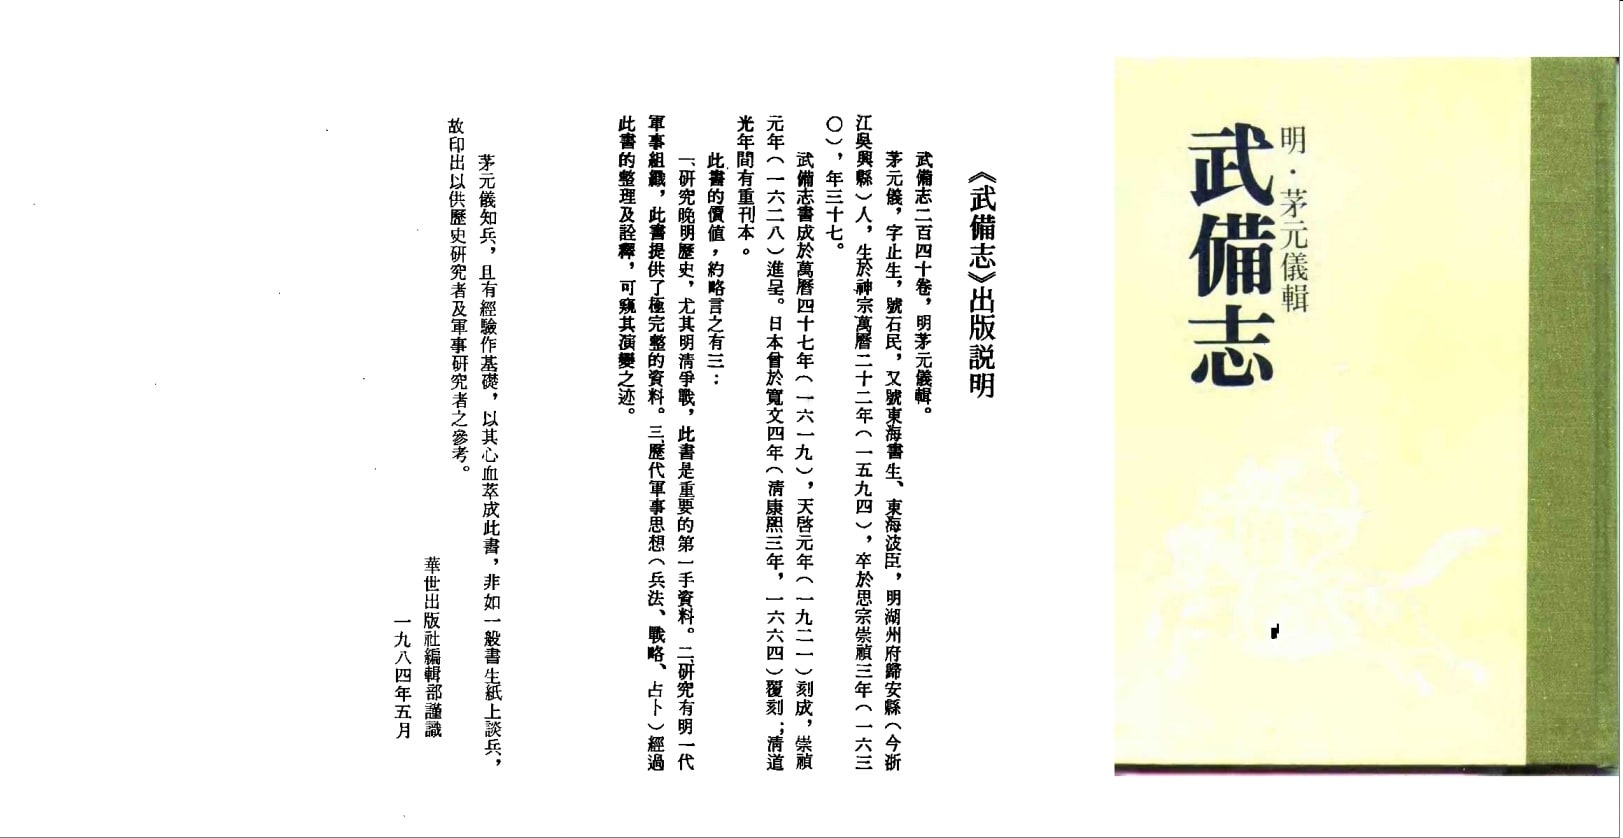 明·茅元儀輯
武備志
《武備志》出版説明
武備志二百四十卷，明茅元儀輯。
茅元儀，字止生，號石民，又號東海書生、東海波臣，明湖州府歸安縣（今浙
江吳興縣）人，生於神宗萬曆二十二年（一五九四），卒於思宗崇禎三年（一六三
〇），年三十七。
武備志書成於萬曆四十七年（一六一九），天啓元年（一九二一）刻成，崇禎
元年（一六二八）進呈。日本曾於寬文四年（清康熙三年，一六六四）覆刻；清道
光年間有重刊本。
此書的價值，約略言之有三：
一、研究晚明歷史，尤其明清爭戰，此書是重要的第一手資料。二、研究有明一代
軍事組織，此書提供了極完整的資料。三、歷代軍事思想（兵法、戰略、占卜）經過
此書的整理及詮釋，可窺其演變之迹。
茅元儀知兵，且有經驗作基礎，以其心血萃成此書，非如一般書生紙上談兵，
故印出以供歷史研究者及軍事研究者之參考。
華世出版社編輯部謹識
一九八四年五月